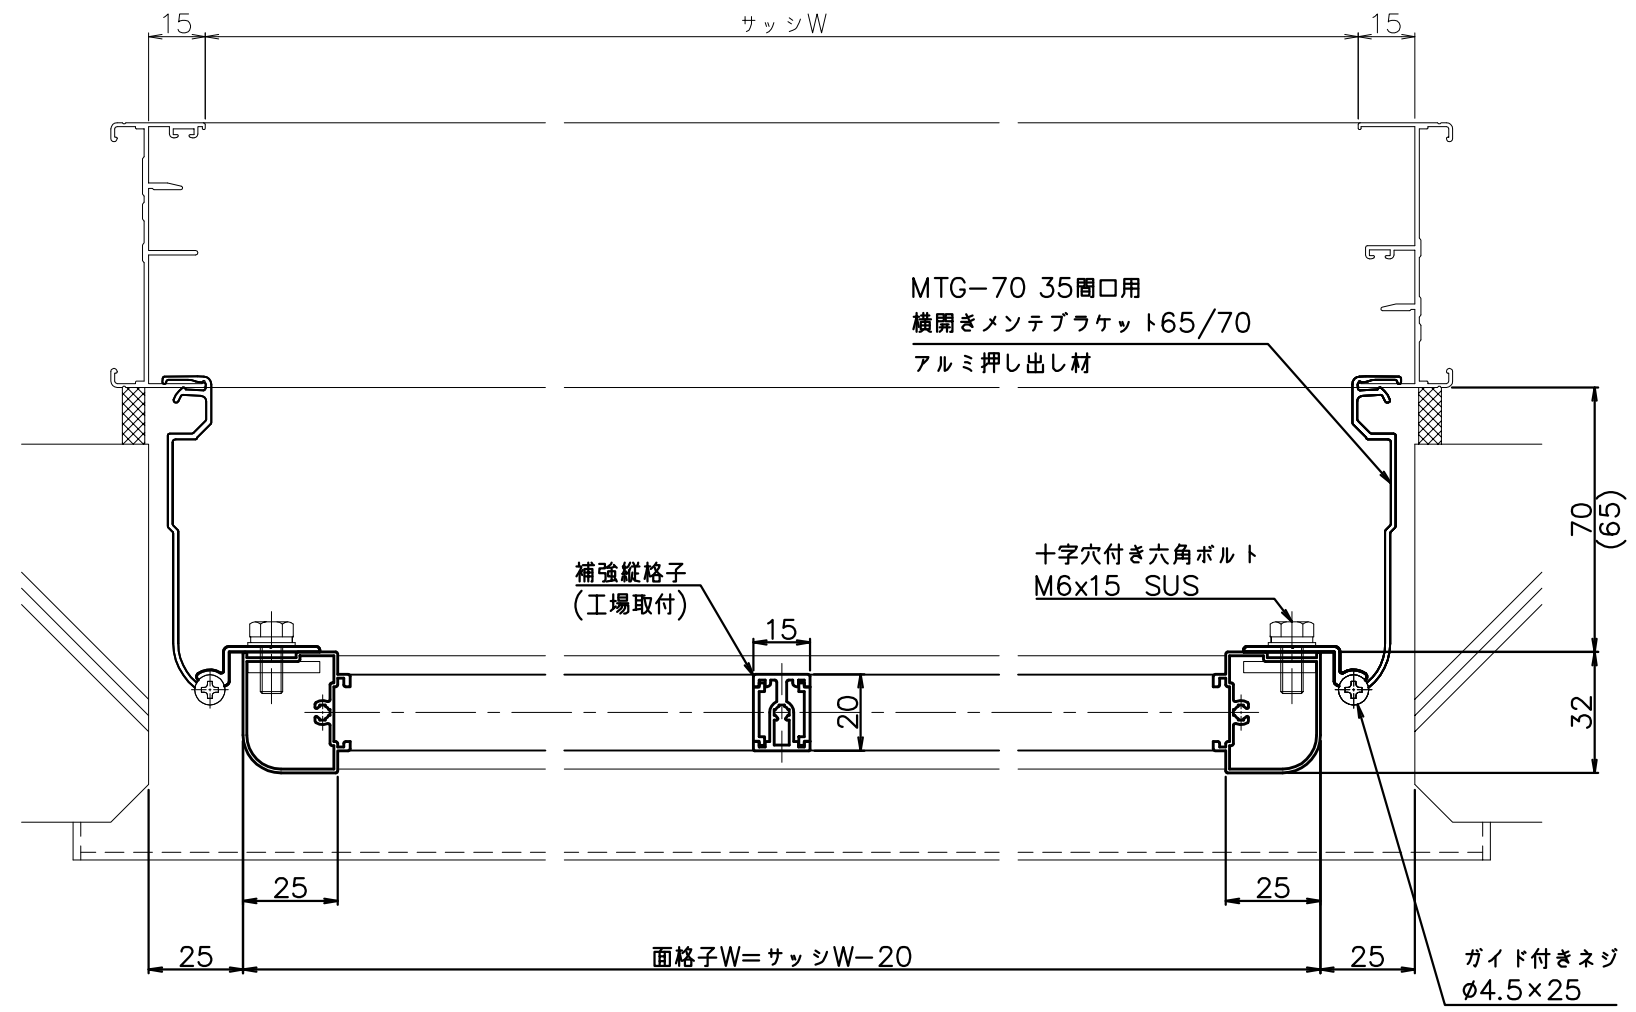 15
サッシW
15
MTG-70 35間口用
横開きメンテブラケット65/70
アルミ押し出し材
70
(65)
十字穴付き六角ボルト
M6x15 SUS
補強縦格子
(工場取付)
15
20
32
25
25
25
面格子W=サッシW-20
25
ガイド付きネジ
ø4.5×25